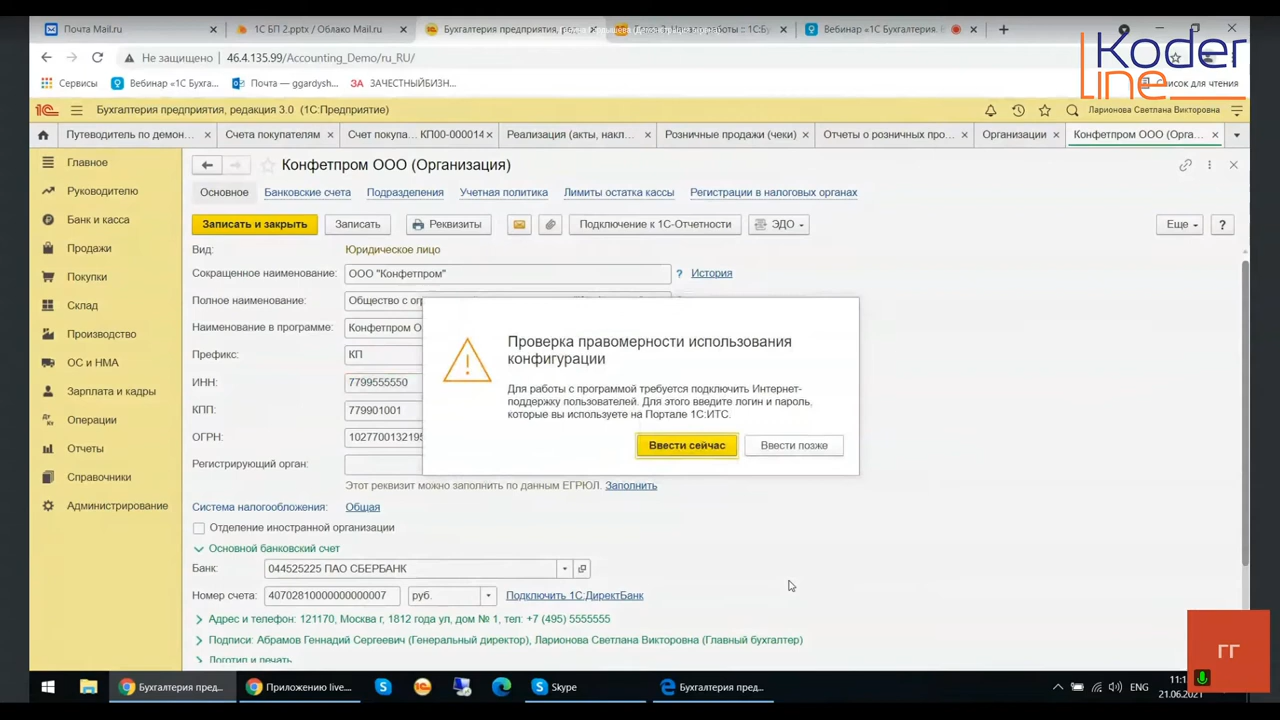 Почта Mail.ru
1С БП 2.pptx / Облако Mail.ru
Бухгалтерия предприятия,
Вебинар «1С Бухгалтерия.
Koder
line
Не защищено
46.4.135.99/Accounting_Demo/ru_RU/
Сервисы
Вебинар «1С Бухга...
Почта — ggardysh...
ЗАЧЕСТНЫЙБИЗН...
Список для чтения
Бухгалтерия предприятия, редакция 3.0 (1С:Предприятие)
Ларионова Светлана Викторовна
Путеводитель по демон...
Счета покупателям
Счет покупа... КП00-000014
Реализация (акты, накл...
Розничные продажи (чеки)
Отчеты о розничных про...
Организации
Конфетпром ООО (Орга...
Главное
Руководителю
Банк и касса
Продажи
Покупки
Склад
Производство
ОС и НМА
Зарплата и кадры
Операции
Отчеты
Справочники
Администрирование
Конфетпром ООО (Организация)
Основное
Банковские счета
Подразделения
Учетная политика
Лимиты остатка кассы
Регистрации в налоговых органах
Записать и закрыть
Записать
Реквизиты
Подключение к 1С-Отчетности
ЭДО
Еще
?
Вид: Юридическое лицо
Сокращенное наименование: ООО "Конфетпром" ? История
Полное наименование: Общество с ог
Наименование в программе: Конфетпром О
Префикс: КП
ИНН: 7799555550
КПП: 779901001
ОГРН: 1027700132195
Регистрирующий орган:
Этот реквизит можно заполнить по данным ЕГРЮЛ. Заполнить
Система налогообложения: Общая
Отделение иностранной организации
Основной банковский счет
Банк: 044525225 ПАО СБЕРБАНК
Номер счета: 40702810000000000007 руб. Подключить 1С:ДиректБанк
Адрес и телефон: 121170, Москва г, 1812 года ул, дом № 1, тел: +7 (495) 5555555
Подписи: Абрамов Геннадий Сергеевич (Генеральный директор), Ларионова Светлана Викторовна (Главный бухгалтер)
Логотип и печать
Проверка правомерности использования
конфигурации
Для работы с программой требуется подключить Интернет-
поддержку пользователей. Для этого введите логин и пароль,
которые вы используете на Портале 1С:ИТС.
Ввести сейчас
Ввести позже
ГГ
Бухгалтерия пред...
Приложению live....
Skype
Бухгалтерия пред...
ENG
21.06.2021